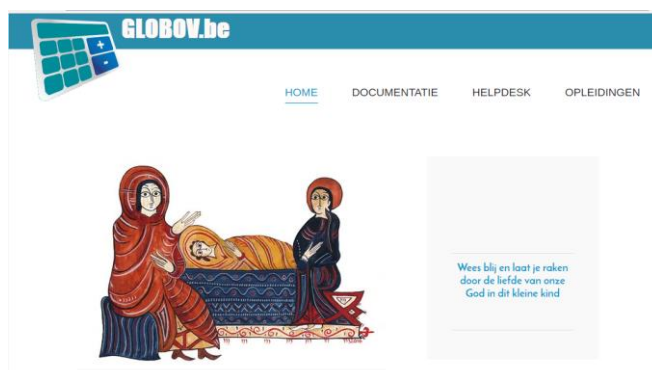 GLOBOV.be
HOME DOCUMENTATIE HELPDESK OPLEIDINGEN
Wees blij en laat je raken
door de liefde van onze
God in dit kleine kind